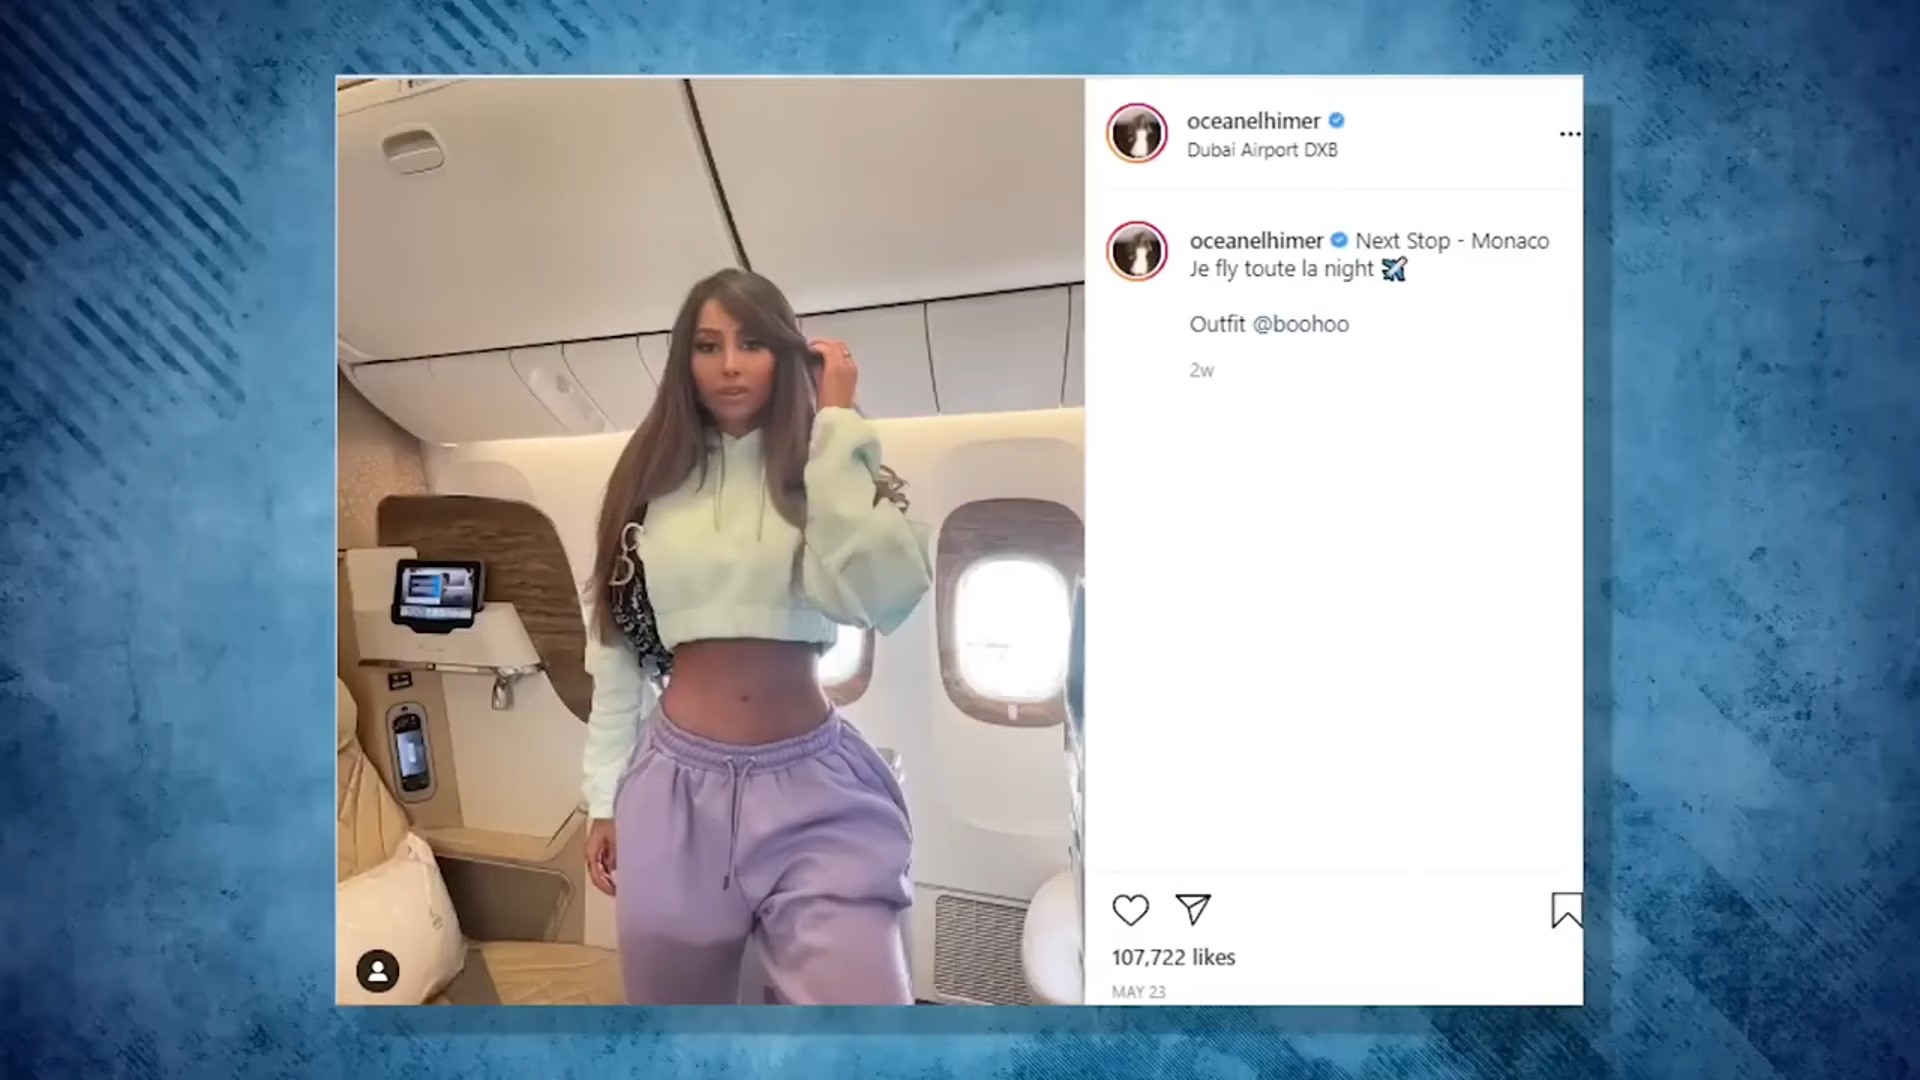 oceanelhimer
Dubai Airport DXB
oceanelhimer Next Stop - Monaco
Je fly toute la night ✈️
Outfit @boohoo
2w
107,722 likes
MAY 23